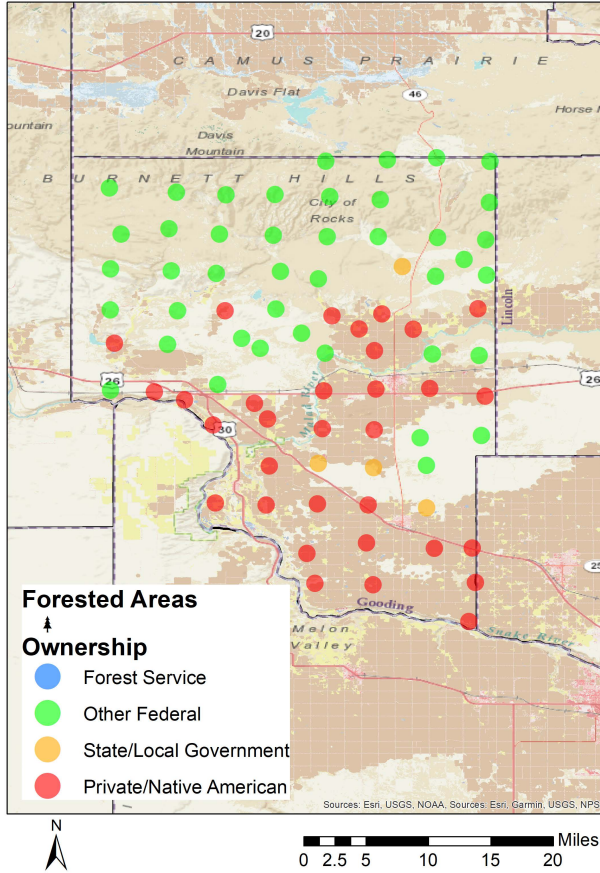 20
CAMUS PRAIRIE
Davis Flat
46
ountain
Horse M
Davis
Mountain
BURNETT HILLS
City of
Rocks
Lincoln
26
26
Malad River
30
25
Gooding
Snake River
Melon
Valley
Forested Areas
Ownership
Forest Service
Other Federal
State/Local Government
Private/Native American
Sources: Esri, USGS, NOAA, Sources: Esri, Garmin, USGS, NPS
N
Miles
0 2.5 5 10 15 20